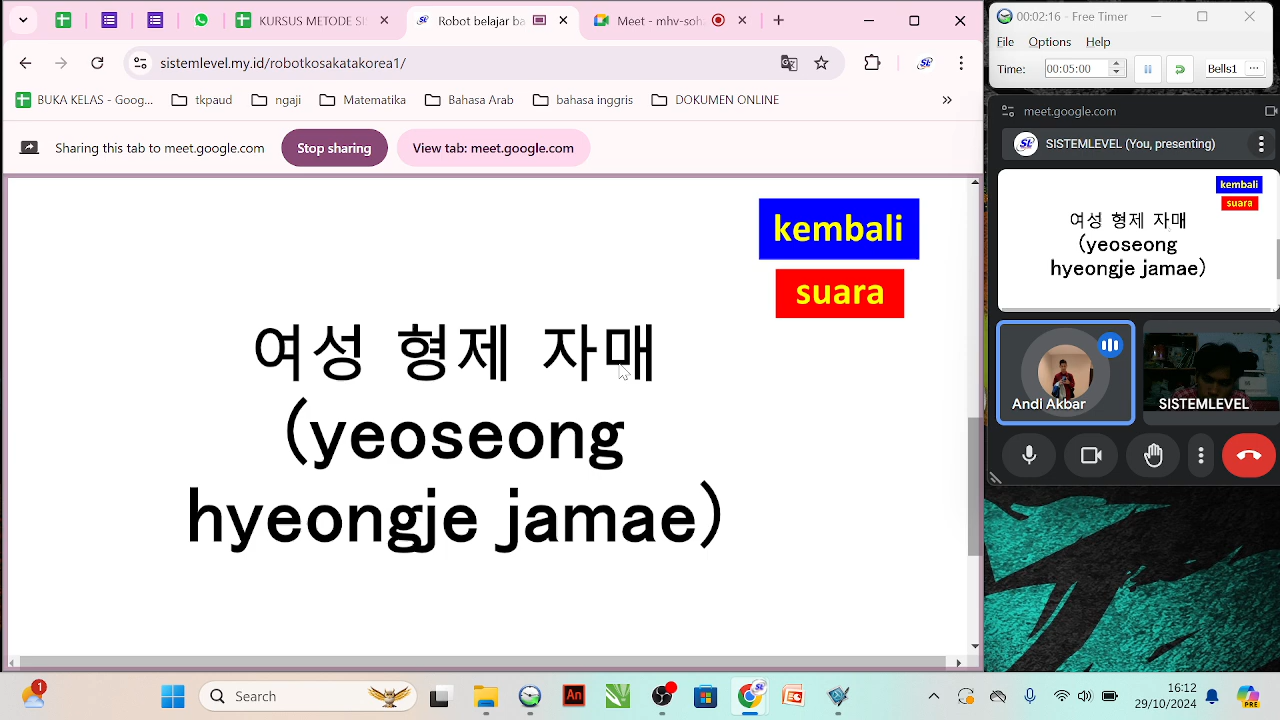 KURSUS METODE S
Robot belajar ba
Meet - mhv-soh
sistemlevel.my.id/robotkosakatakorea1/
BUKA KELAS - Goog...
tkpaud
Matematika
bahasa inggris
DOKUMEN ONLINE
Sharing this tab to meet.google.com
Stop sharing
View tab: meet.google.com
kembali
suara
여성 형제 자매
(yeoseong
hyeongje jamae)
00:02:16 - Free Timer
File Options Help
Time: 00:05:00 Bells1 ...
meet.google.com
SISTEMLEVEL (You, presenting)
kembali
suara
여성 형제 자매
(yeoseong
hyeongje jamae)
Andi Akbar
SISTEMLEVEL
1
Search
An
16:12
29/10/2024
PRE